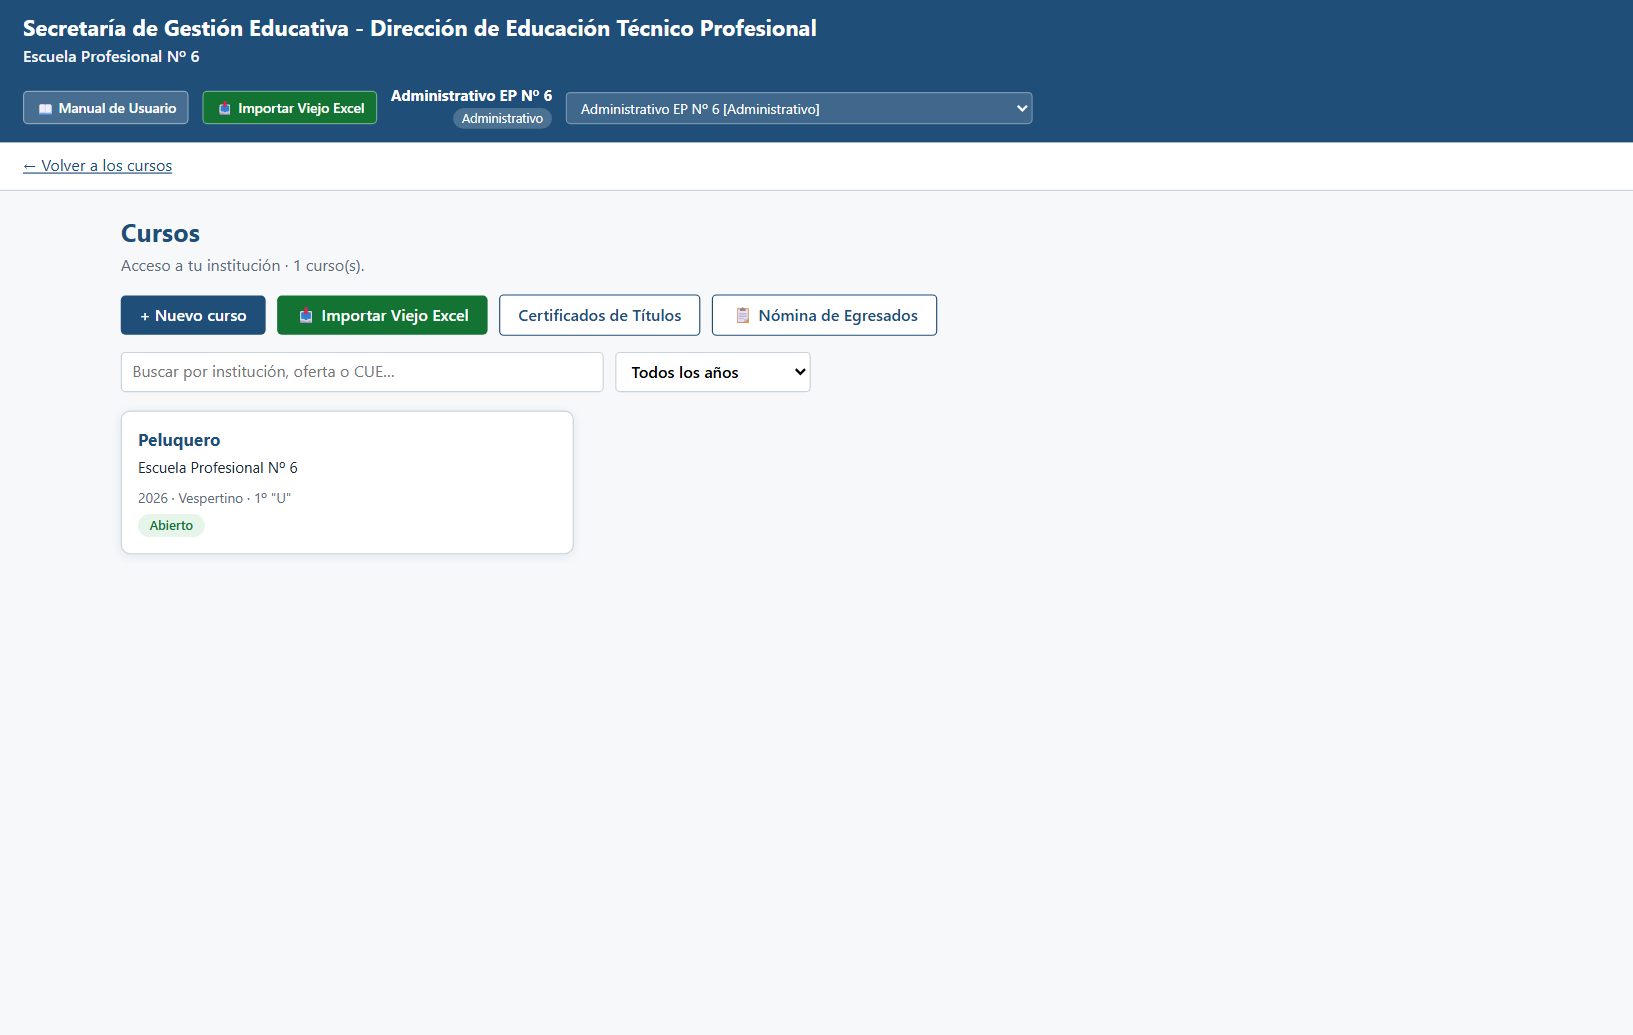 Secretaría de Gestión Educativa - Dirección de Educación Técnico Profesional
Escuela Profesional Nº 6
Manual de Usuario
Importar Viejo Excel
Administrativo EP Nº 6
Administrativo
Administrativo EP Nº 6 [Administrativo]
← Volver a los cursos
Cursos
Acceso a tu institución · 1 curso(s).
+ Nuevo curso
Importar Viejo Excel
Certificados de Títulos
Nómina de Egresados
Buscar por institución, oferta o CUE...
Todos los años
Peluquero
Escuela Profesional Nº 6
2026 · Vespertino · 1º "U"
Abierto